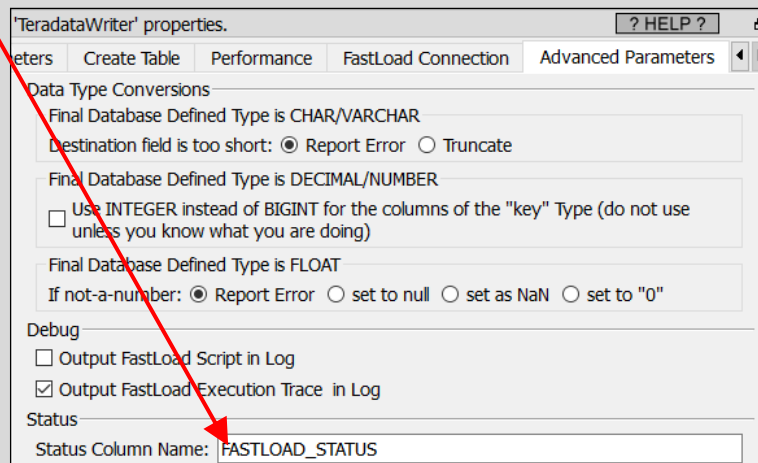 'TeradataWriter' properties.
? HELP ?
eters Create Table Performance FastLoad Connection Advanced Parameters
Data Type Conversions
Final Database Defined Type is CHAR/VARCHAR
Destination field is too short: Report Error Truncate
Final Database Defined Type is DECIMAL/NUMBER
Use INTEGER instead of BIGINT for the columns of the "key" Type (do not use
unless you know what you are doing)
Final Database Defined Type is FLOAT
If not-a-number: Report Error set to null set as NaN set to "0"
Debug
Output FastLoad Script in Log
Output FastLoad Execution Trace in Log
Status
Status Column Name: FASTLOAD_STATUS